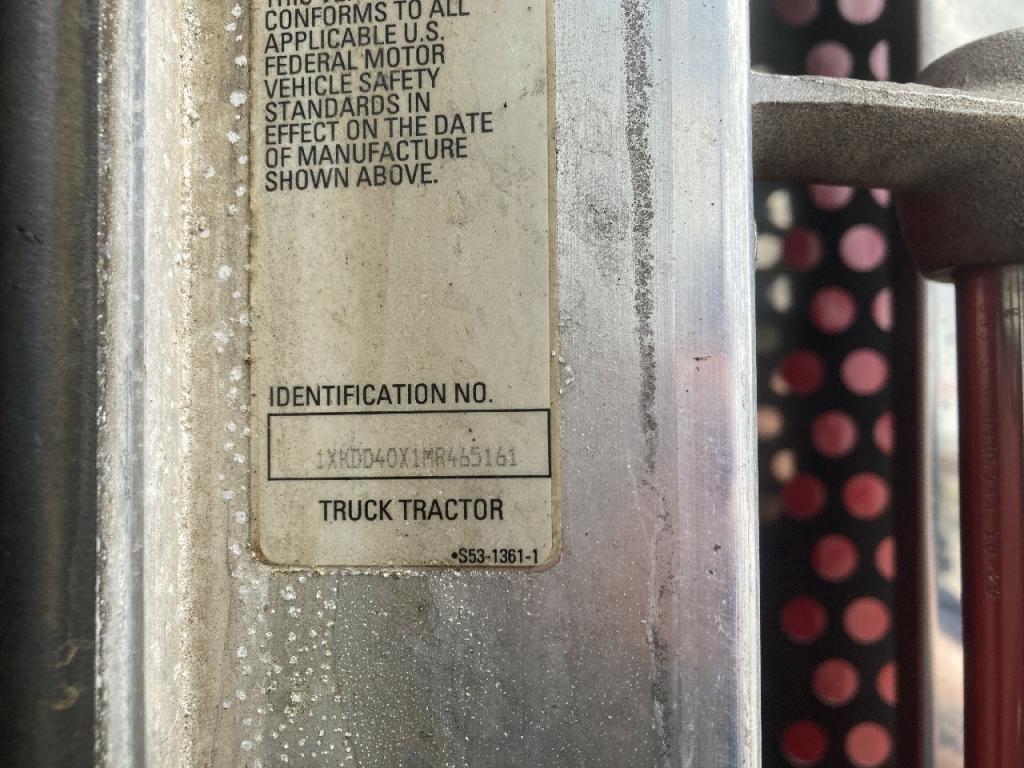 THIS
CONFORMS TO ALL
APPLICABLE U.S.
FEDERAL MOTOR
VEHICLE SAFETY
STANDARDS IN
EFFECT ON THE DATE
OF MANUFACTURE
SHOWN ABOVE.
IDENTIFICATION NO.
1XKDD40X1MR465161
TRUCK TRACTOR
•S53-1361-1